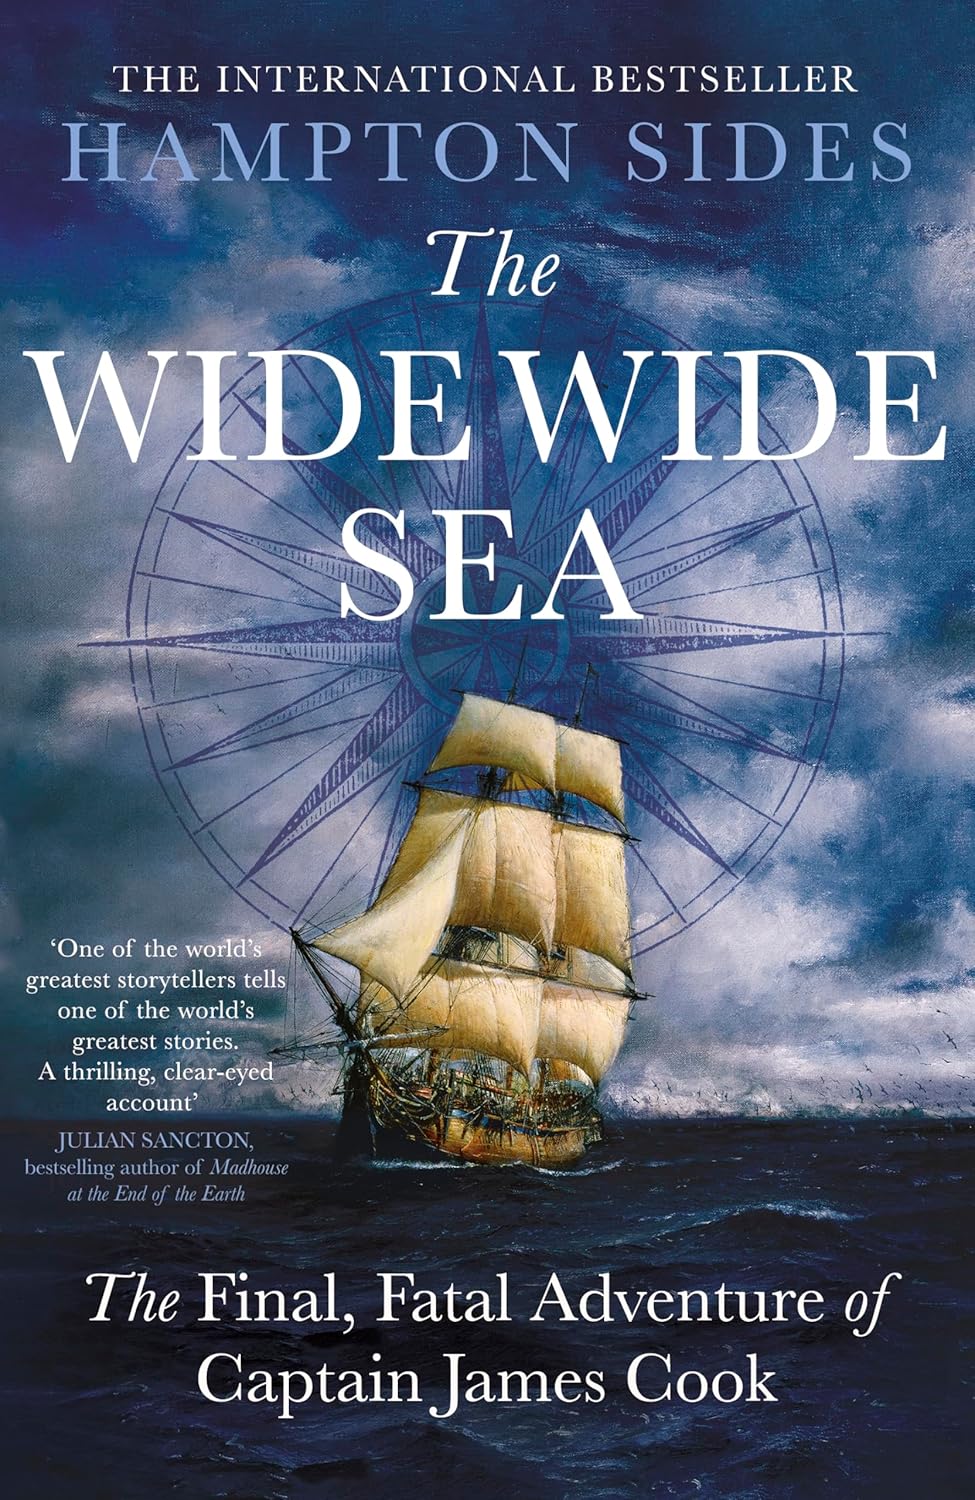 THE INTERNATIONAL BESTSELLER
HAMPTON SIDES
The
WIDE WIDE
SEA
‘One of the world’s
greatest storytellers tells
one of the world’s
greatest stories.
A thrilling, clear-eyed
account’
JULIAN SANCTON,
bestselling author of Madhouse
at the End of the Earth
The Final, Fatal Adventure of
Captain James Cook